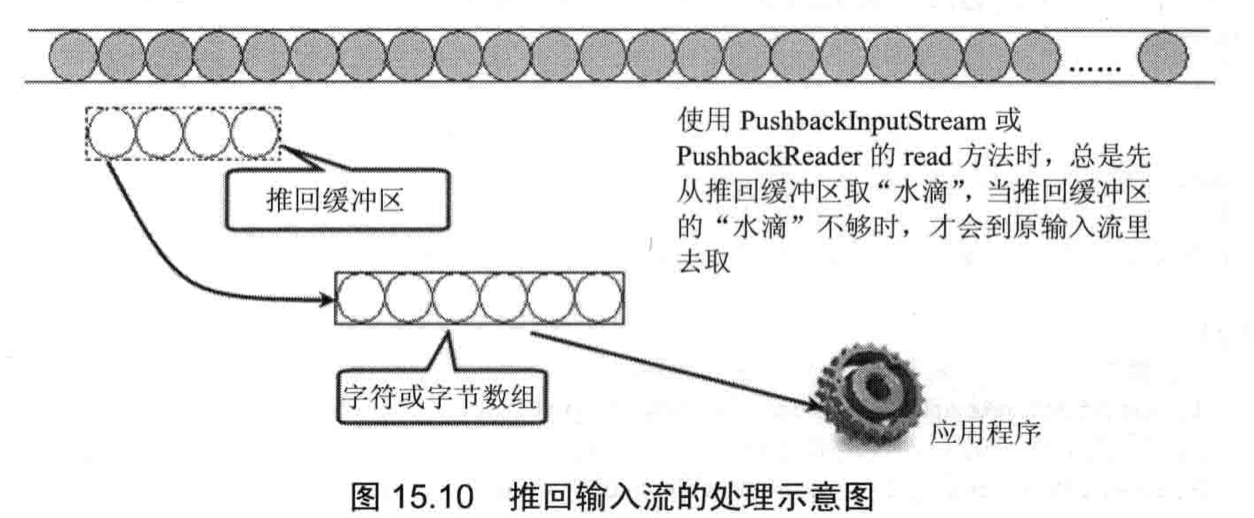 ……
使用 PushbackInputStream 或
PushbackReader 的 read 方法时，总是先
从推回缓冲区取“水滴”，当推回缓冲区
的“水滴”不够时，才会到原输入流里
去取
推回缓冲区
字符或字节数组
应用程序
图 15.10 推回输入流的处理示意图